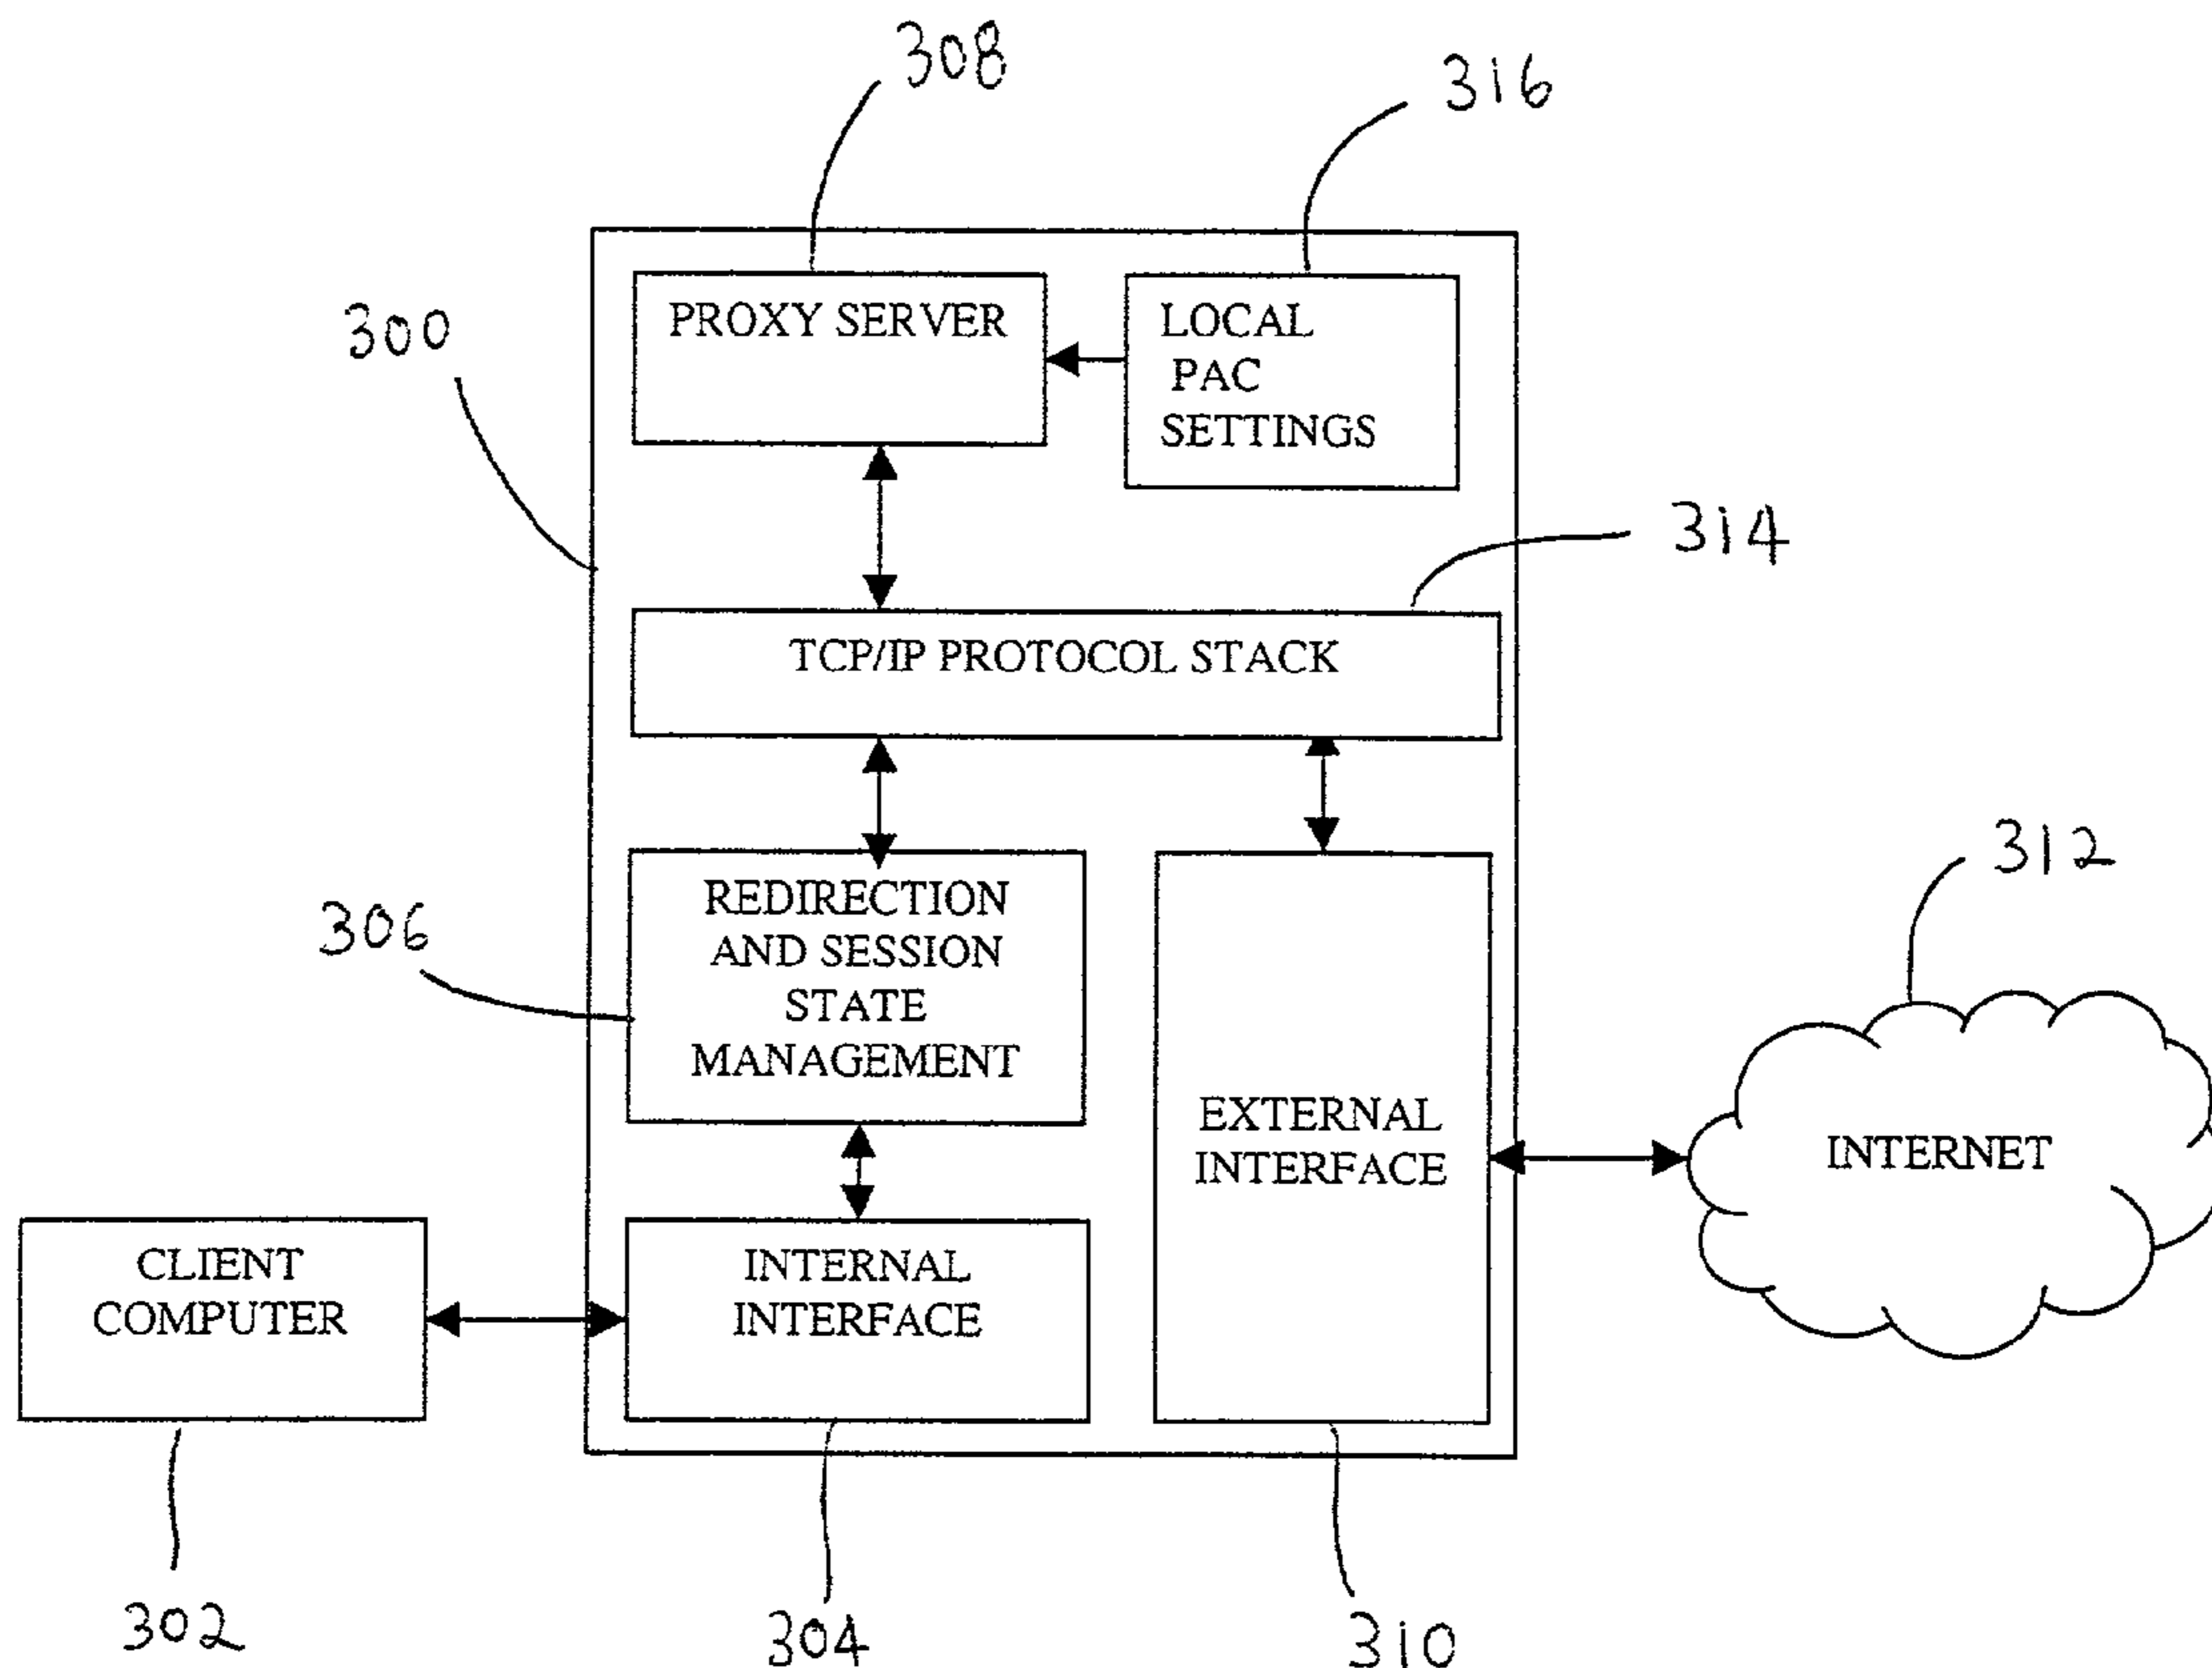 308
316
300
PROXY SERVER
LOCAL
PAC
SETTINGS
314
TCP/IP PROTOCOL STACK
312
306
REDIRECTION
AND SESSION
STATE
MANAGEMENT
EXTERNAL
INTERFACE
INTERNET
CLIENT
COMPUTER
INTERNAL
INTERFACE
302
304
310